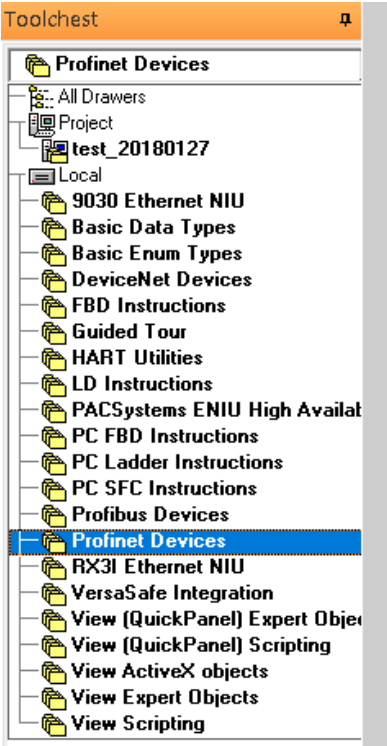 Toolchest
Profinet Devices
All Drawers
Project
test_20180127
Local
9030 Ethernet NIU
Basic Data Types
Basic Enum Types
DeviceNet Devices
FBD Instructions
Guided Tour
HART Utilities
LD Instructions
PACSystems ENIU High Availat
PC FBD Instructions
PC Ladder Instructions
PC SFC Instructions
Profibus Devices
Profinet Devices
RX3I Ethernet NIU
VersaSafe Integration
View (QuickPanel) Expert Obje
View (QuickPanel) Scripting
View ActiveX objects
View Expert Objects
View Scripting